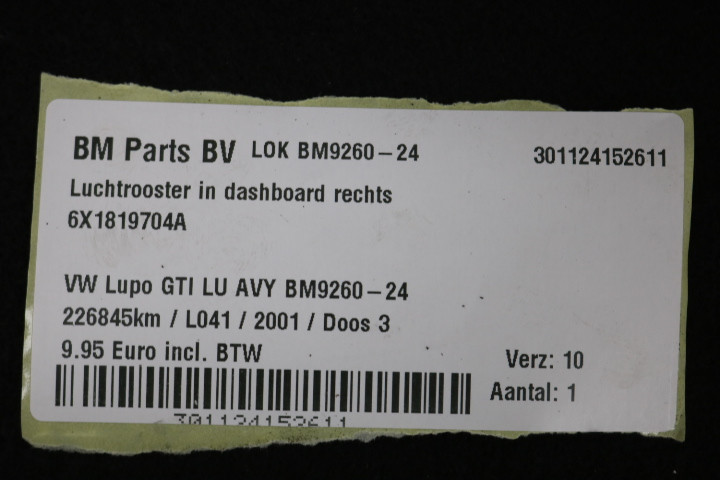 BM Parts BV LOK BM9260-24 301124152611
Luchtrooster in dashboard rechts
6X1819704A
VW Lupo GTI LU AVY BM9260-24
226845km / L041 / 2001 / Doos 3
9.95 Euro incl. BTW
Verz: 10
Aantal: 1
301124152611